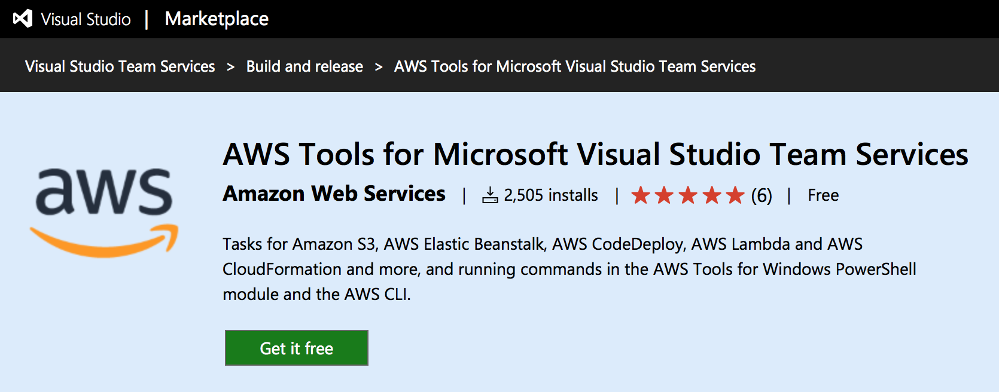 Visual Studio | Marketplace
Visual Studio Team Services > Build and release > AWS Tools for Microsoft Visual Studio Team Services
aws
AWS Tools for Microsoft Visual Studio Team Services
Amazon Web Services | 2,505 installs | (6) | Free
Tasks for Amazon S3, AWS Elastic Beanstalk, AWS CodeDeploy, AWS Lambda and AWS
CloudFormation and more, and running commands in the AWS Tools for Windows PowerShell
module and the AWS CLI.
Get it free